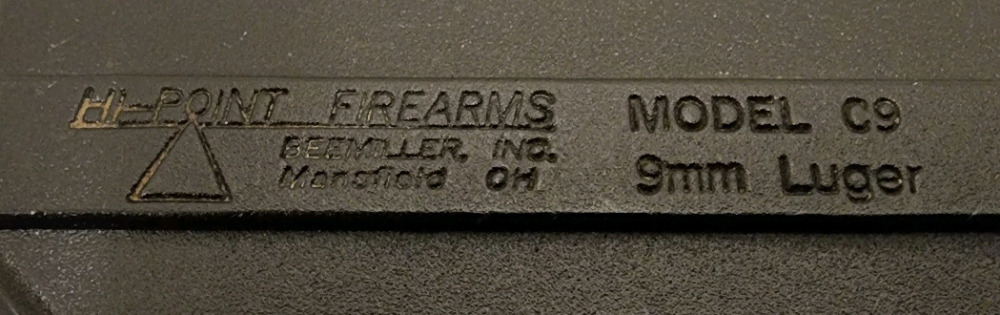 HI-POINT FIREARMS
BEEMILLER, INC.
Mansfield OH
MODEL C9
9mm Luger